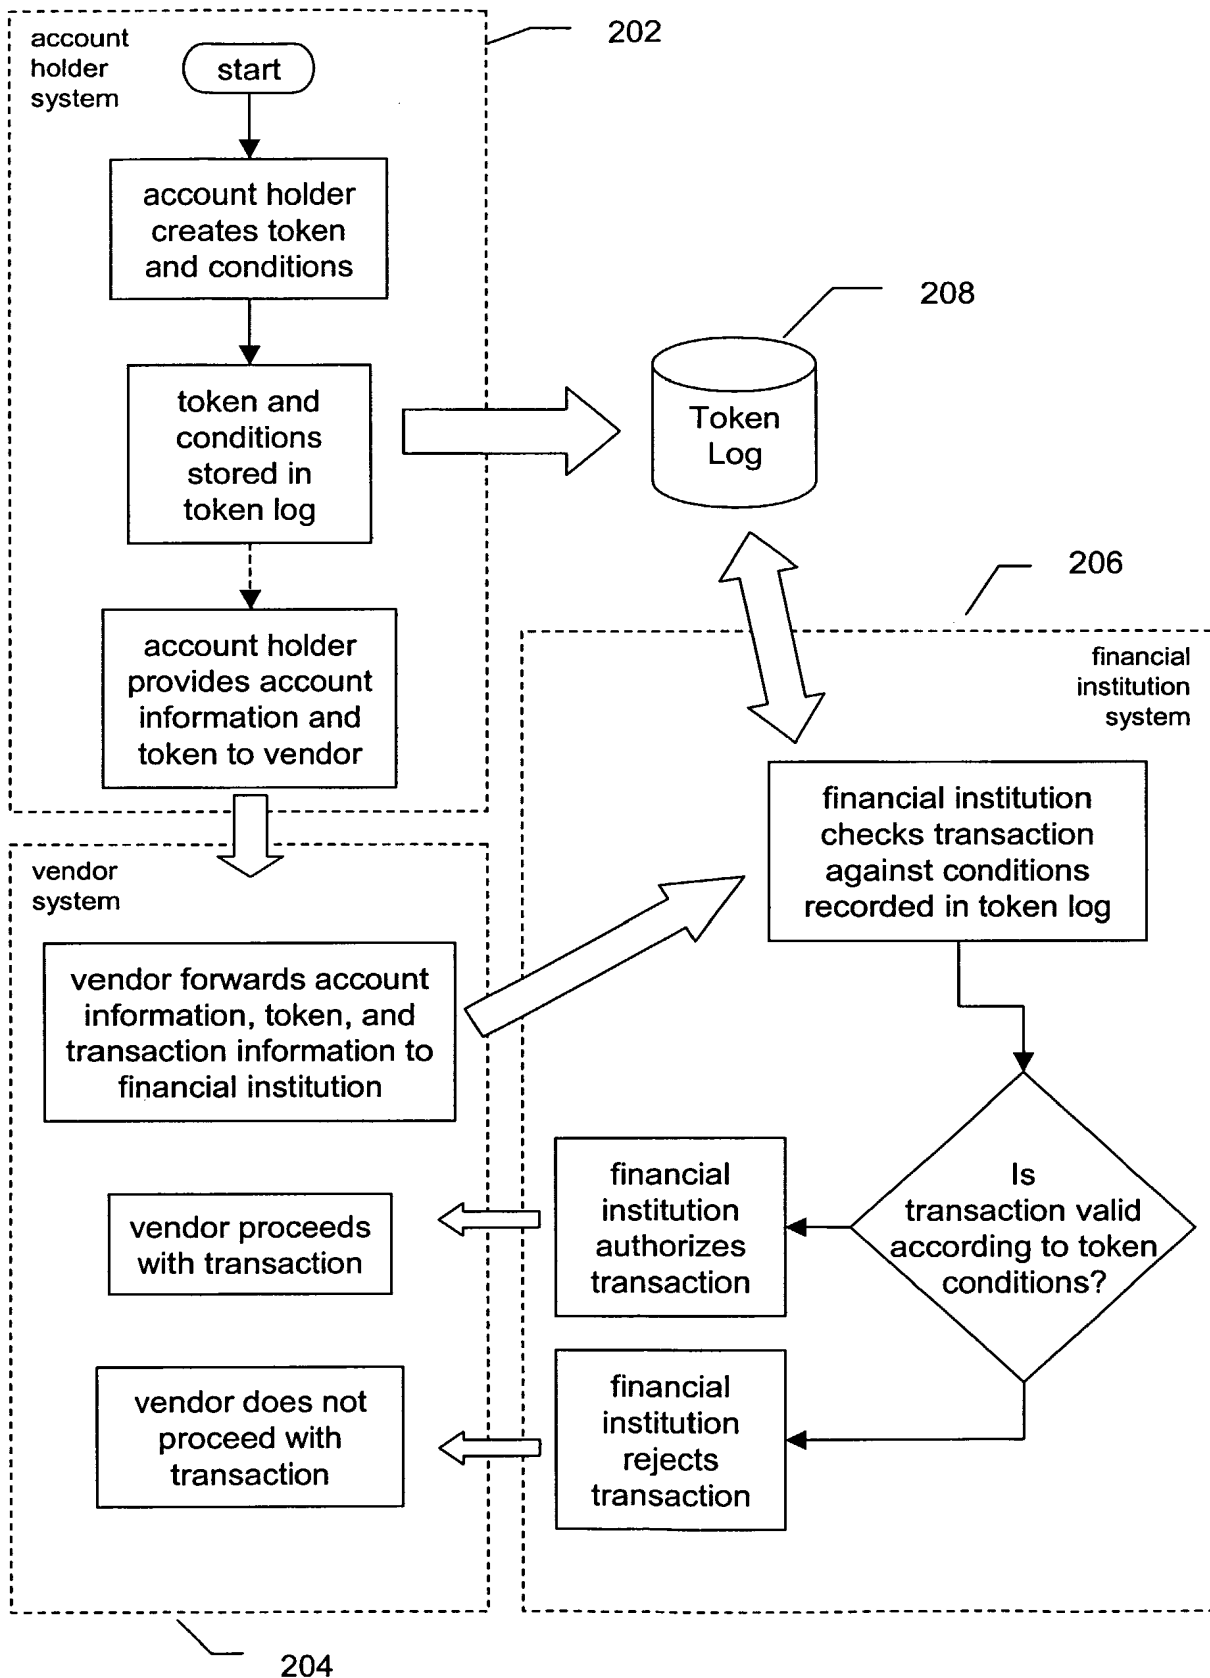 account
holder
system
202
start
account holder
creates token
and conditions
208
token and
conditions
stored in
token log
Token
Log
206
account holder
provides account
information and
token to vendor
financial
institution
system
financial institution
checks transaction
against conditions
recorded in token log
vendor
system
vendor forwards account
information, token, and
transaction information to
financial institution
Is
transaction valid
according to token
conditions?
financial
institution
authorizes
transaction
vendor proceeds
with transaction
financial
institution
rejects
transaction
vendor does not
proceed with
transaction
204